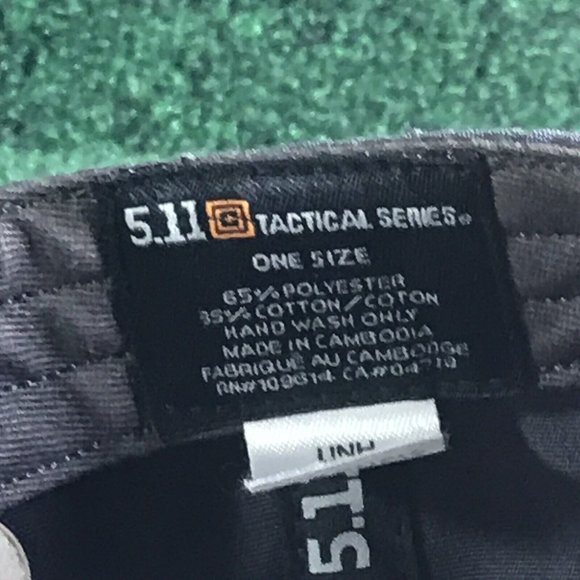 5.11 TACTICAL SERIES®
ONE SIZE
65% POLYESTER
35% COTTON/COTON
HAND WASH ONLY
MADE IN CAMBODIA
FABRIQUÉ AU CAMBODGE
RN#109614 CA#04719
5.11